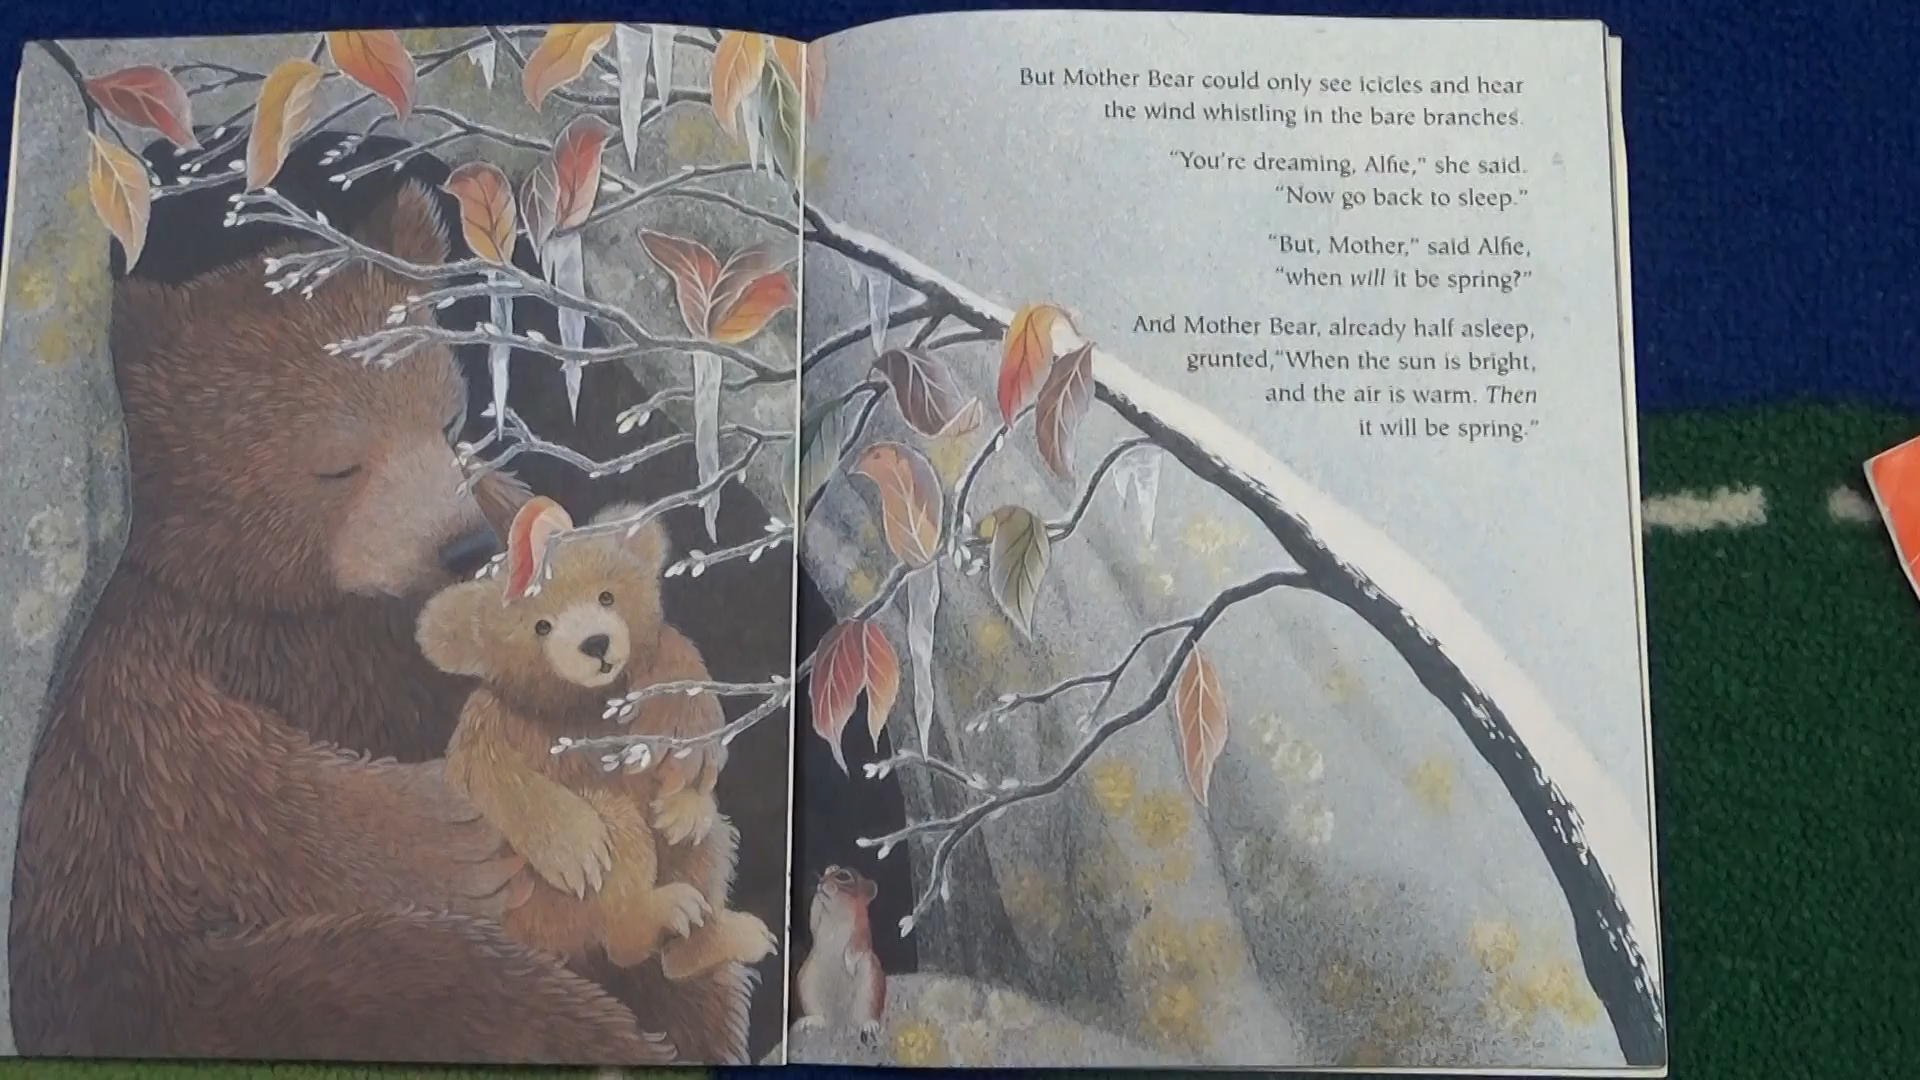 But Mother Bear could only see icicles and hear
the wind whistling in the bare branches.
“You’re dreaming, Alfie,” she said.
“Now go back to sleep.”
“But, Mother,” said Alfie,
“when will it be spring?”
And Mother Bear, already half asleep,
grunted,“When the sun is bright,
and the air is warm. Then
it will be spring.”